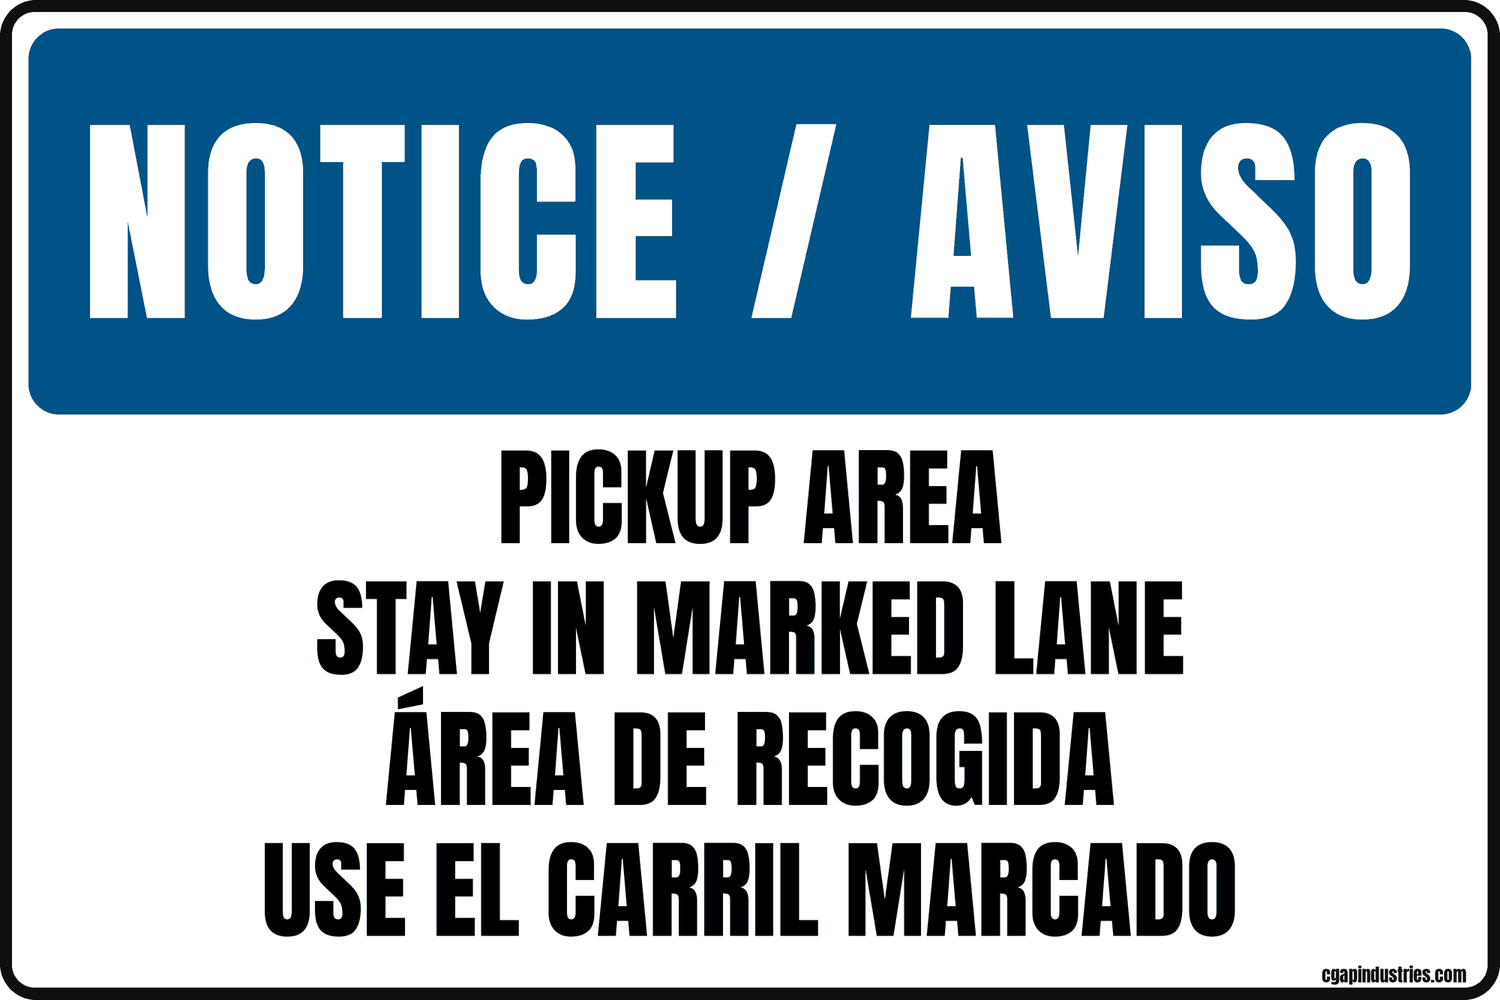 NOTICE / AVISO
PICKUP AREA
STAY IN MARKED LANE
ÁREA DE RECOGIDA
USE EL CARRIL MARCADO
cgapindustries.com